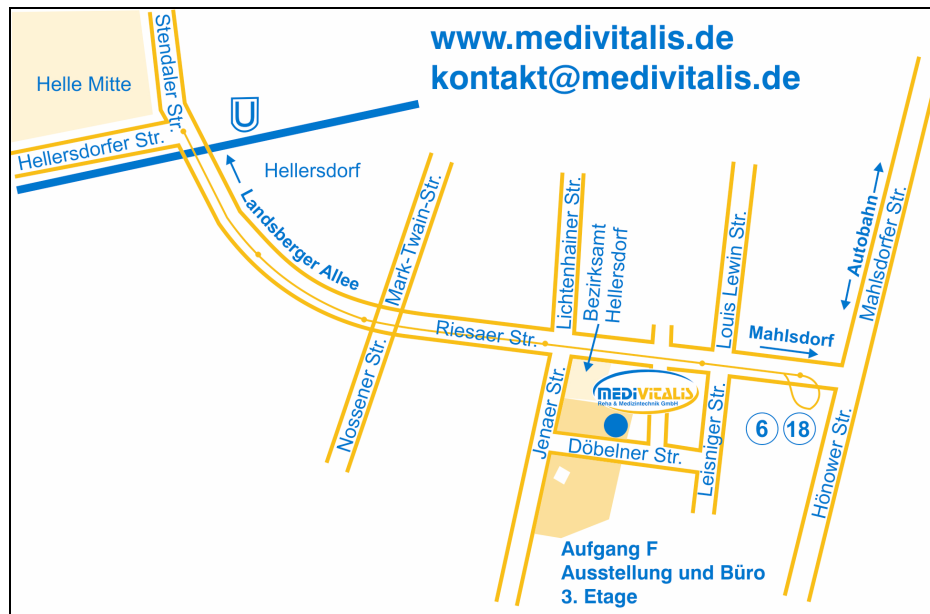 www.medivitalis.de
kontakt@medivitalis.de
Stendaler Str.
Helle Mitte
U
Hellersdorfer Str.
Hellersdorf
Landsberger Allee
Mark-Twain-Str.
Nossener Str.
Riesaer Str.
Lichtenhainer Str.
Bezirksamt
Hellersdorf
Louis Lewin Str.
Mahlsdorf
Autobahn
Mahlsdorfer Str.
MEDIVITALIS
Reha & Medizintechnik GmbH
Jenaer Str.
Döbelner Str.
Leisniger Str.
6
18
Hönower Str.
Aufgang F
Ausstellung und Büro
3. Etage